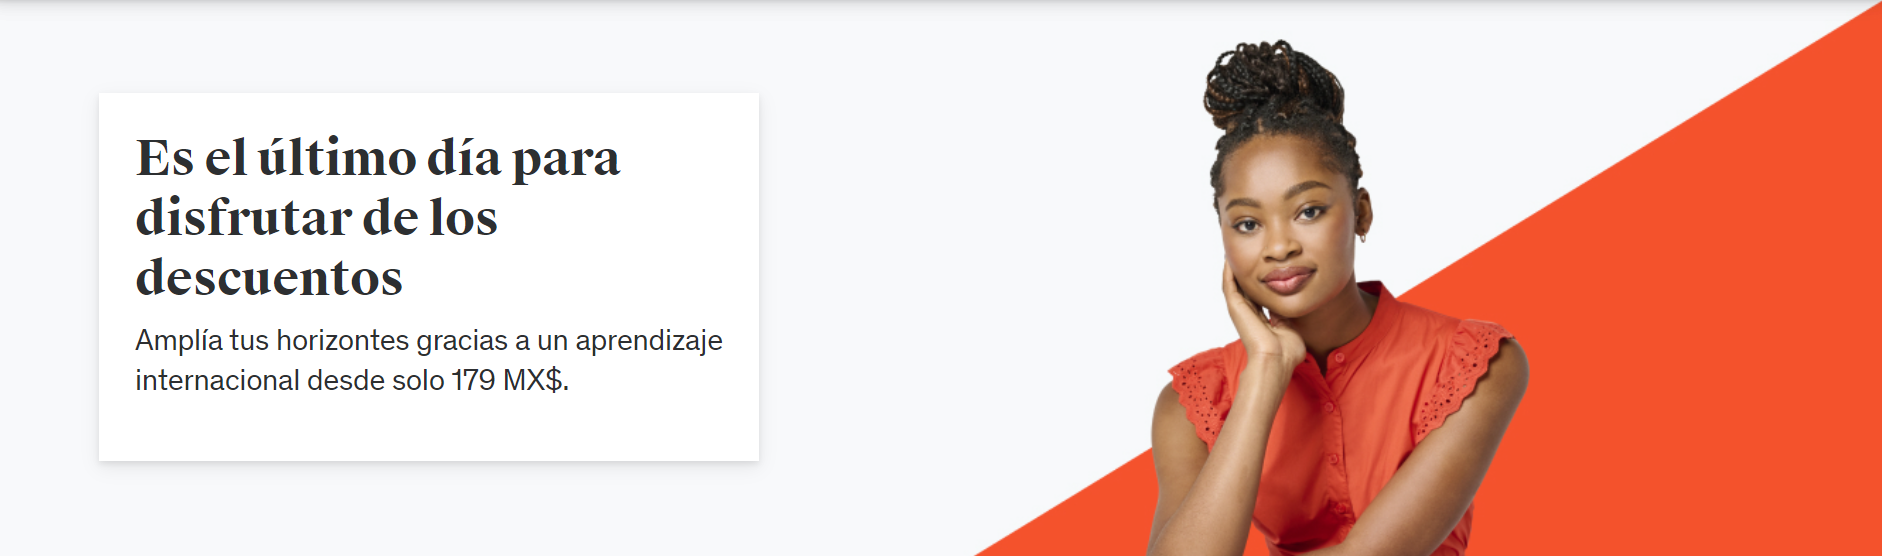 Es el último día para
disfrutar de los
descuentos
Amplía tus horizontes gracias a un aprendizaje
internacional desde solo 179 MX$.